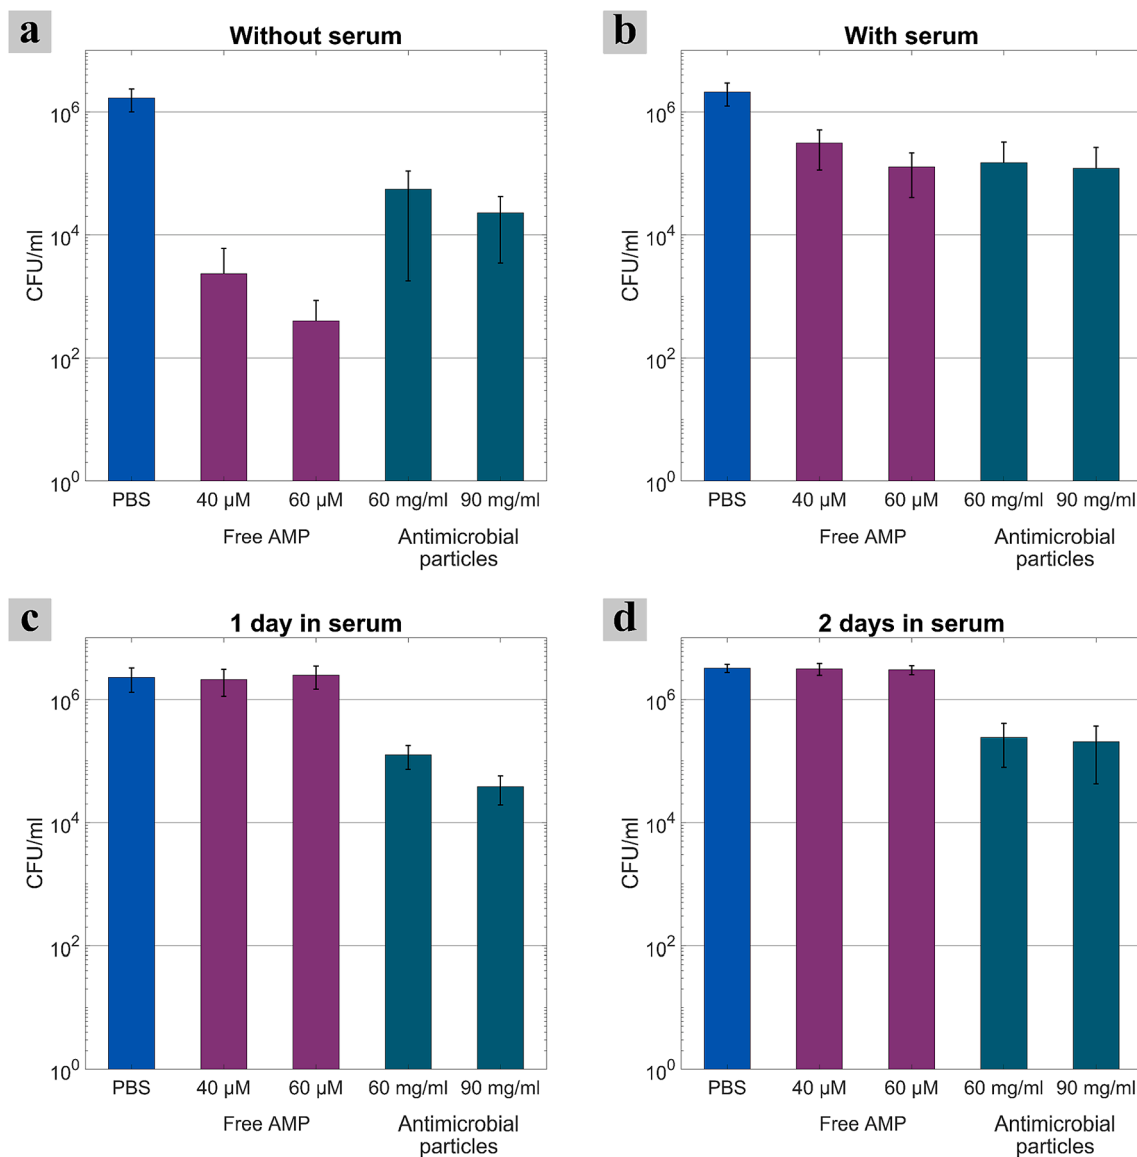 a
Without serum
CFU/ml
10^6
10^4
10^2
10^0
PBS 40 µM 60 µM 60 mg/ml 90 mg/ml
Free AMP Antimicrobial
particles
b
With serum
CFU/ml
10^6
10^4
10^2
10^0
PBS 40 µM 60 µM 60 mg/ml 90 mg/ml
Free AMP Antimicrobial
particles
c
1 day in serum
CFU/ml
10^6
10^4
10^2
10^0
PBS 40 µM 60 µM 60 mg/ml 90 mg/ml
Free AMP Antimicrobial
particles
d
2 days in serum
CFU/ml
10^6
10^4
10^2
10^0
PBS 40 µM 60 µM 60 mg/ml 90 mg/ml
Free AMP Antimicrobial
particles